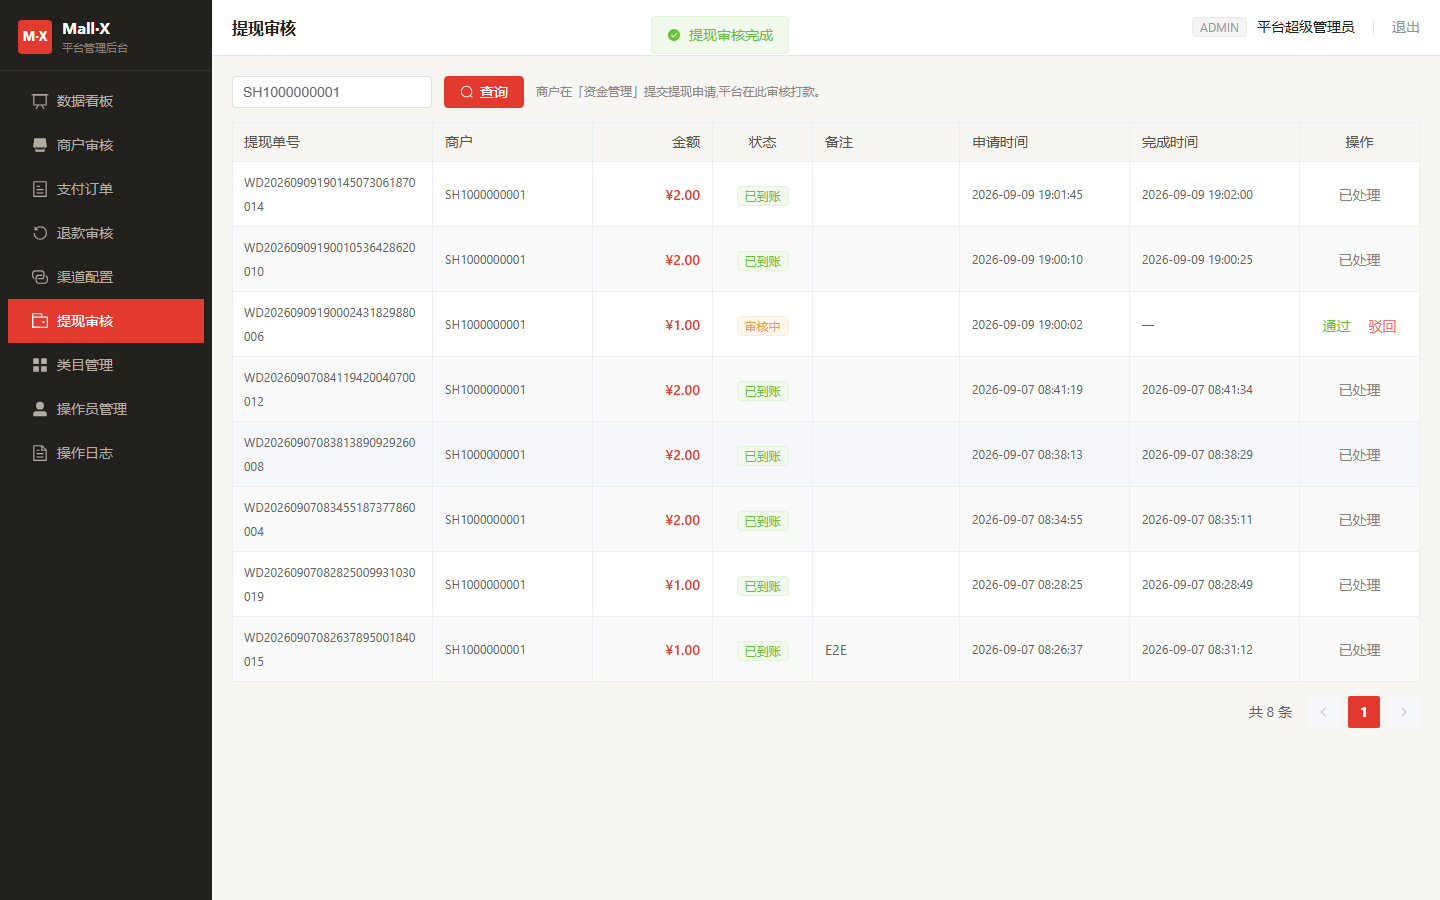 M·X
Mall·X
平台管理后台
数据看板
商户审核
支付订单
退款审核
渠道配置
提现审核
类目管理
操作员管理
操作日志
提现审核
提现审核完成
ADMIN 平台超级管理员 退出
SH1000000001 查询 商户在「资金管理」提交提现申请,平台在此审核打款。
提现单号 商户 金额 状态 备注 申请时间 完成时间 操作
WD20260909190145073061870
014 SH1000000001 ¥2.00 已到账 2026-09-09 19:01:45 2026-09-09 19:02:00 已处理
WD20260909190010536428620
010 SH1000000001 ¥2.00 已到账 2026-09-09 19:00:10 2026-09-09 19:00:25 已处理
WD20260909190002431829880
006 SH1000000001 ¥1.00 审核中 2026-09-09 19:00:02 — 通过 驳回
WD20260907084119420040700
012 SH1000000001 ¥2.00 已到账 2026-09-07 08:41:19 2026-09-07 08:41:34 已处理
WD20260907083813890929260
008 SH1000000001 ¥2.00 已到账 2026-09-07 08:38:13 2026-09-07 08:38:29 已处理
WD20260907083455187377860
004 SH1000000001 ¥2.00 已到账 2026-09-07 08:34:55 2026-09-07 08:35:11 已处理
WD20260907082825009931030
019 SH1000000001 ¥1.00 已到账 2026-09-07 08:28:25 2026-09-07 08:28:49 已处理
WD20260907082637895001840
015 SH1000000001 ¥1.00 已到账 E2E 2026-09-07 08:26:37 2026-09-07 08:31:12 已处理
共 8 条 1